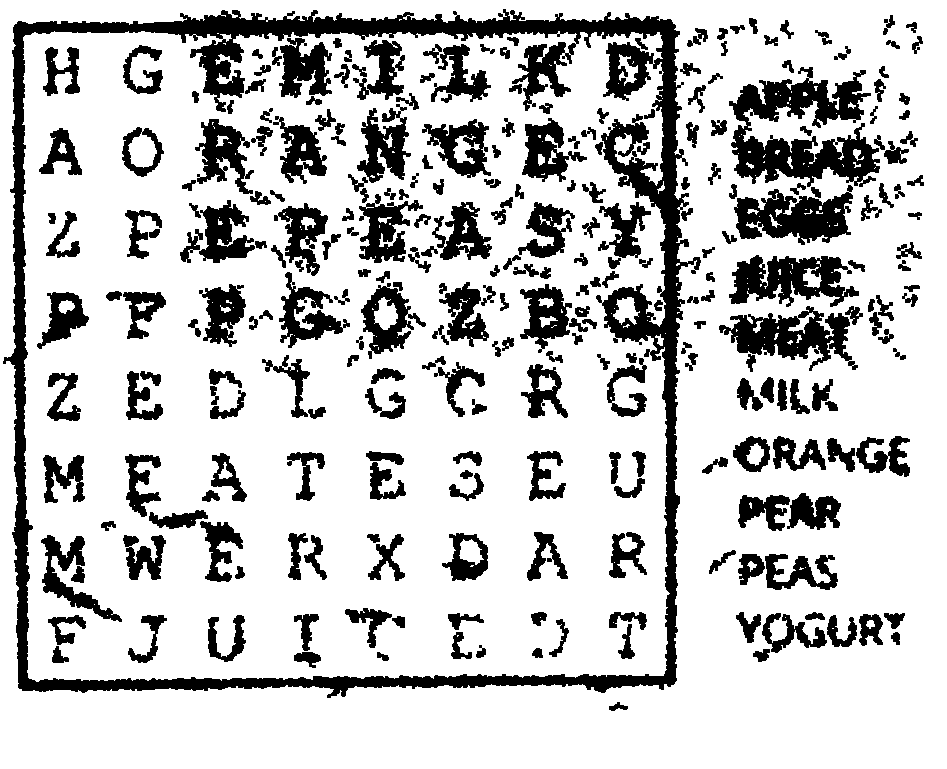 H G E M I L K D
A O R A N G E C
Z P E P E A S Y
P F P G O Z B O
Z E D L G C R G
M E A T E S E U
M W E R X D A R
F J U I C E D T
APPLE
BREAD
EGGS
JUICE
MEAT
MILK
ORANGE
PEAR
PEAS
YOGURT